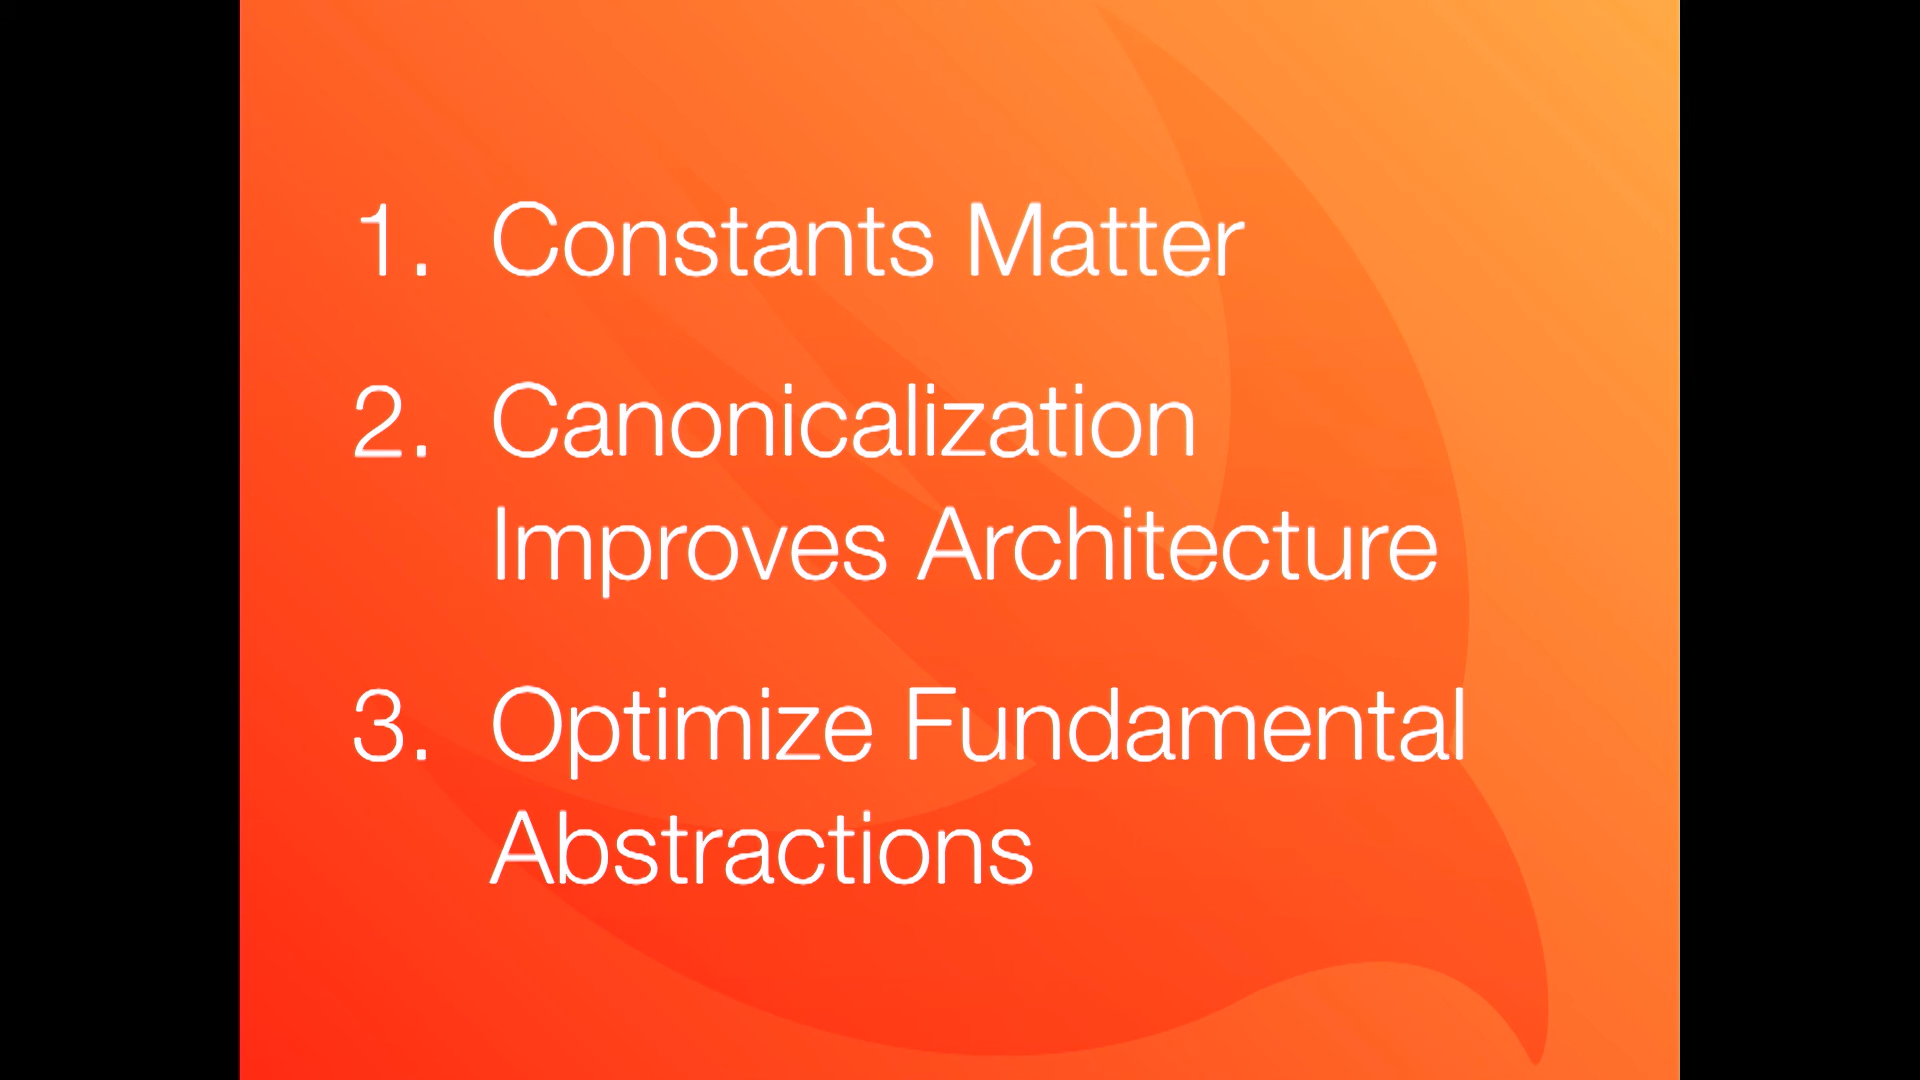 1. Constants Matter
2. Canonicalization
Improves Architecture
3. Optimize Fundamental
Abstractions